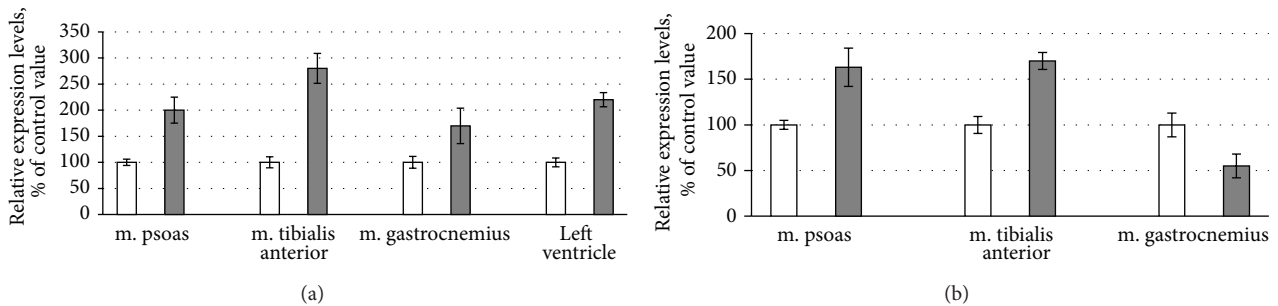 Relative expression levels,
% of control value
350
300
250
200
150
100
50
0
m. psoas
m. tibialis
anterior
m. gastrocnemius
Left
ventricle
(a)
Relative expression levels,
% of control value
200
150
100
50
0
m. psoas
m. tibialis
anterior
m. gastrocnemius
(b)